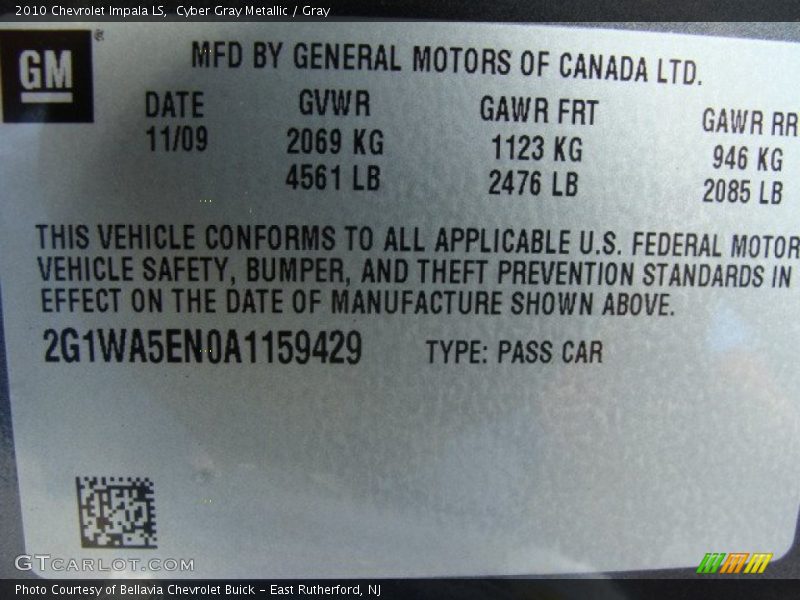 2010 Chevrolet Impala LS, Cyber Gray Metallic / Gray
GM ®
MFD BY GENERAL MOTORS OF CANADA LTD.
DATE GVWR GAWR FRT GAWR RR
11/09 2069 KG 1123 KG 946 KG
4561 LB 2476 LB 2085 LB
THIS VEHICLE CONFORMS TO ALL APPLICABLE U.S. FEDERAL MOTOR
VEHICLE SAFETY, BUMPER, AND THEFT PREVENTION STANDARDS IN
EFFECT ON THE DATE OF MANUFACTURE SHOWN ABOVE.
2G1WA5EN0A1159429 TYPE: PASS CAR
GTCARLOT.COM
Photo Courtesy of Bellavia Chevrolet Buick – East Rutherford, NJ